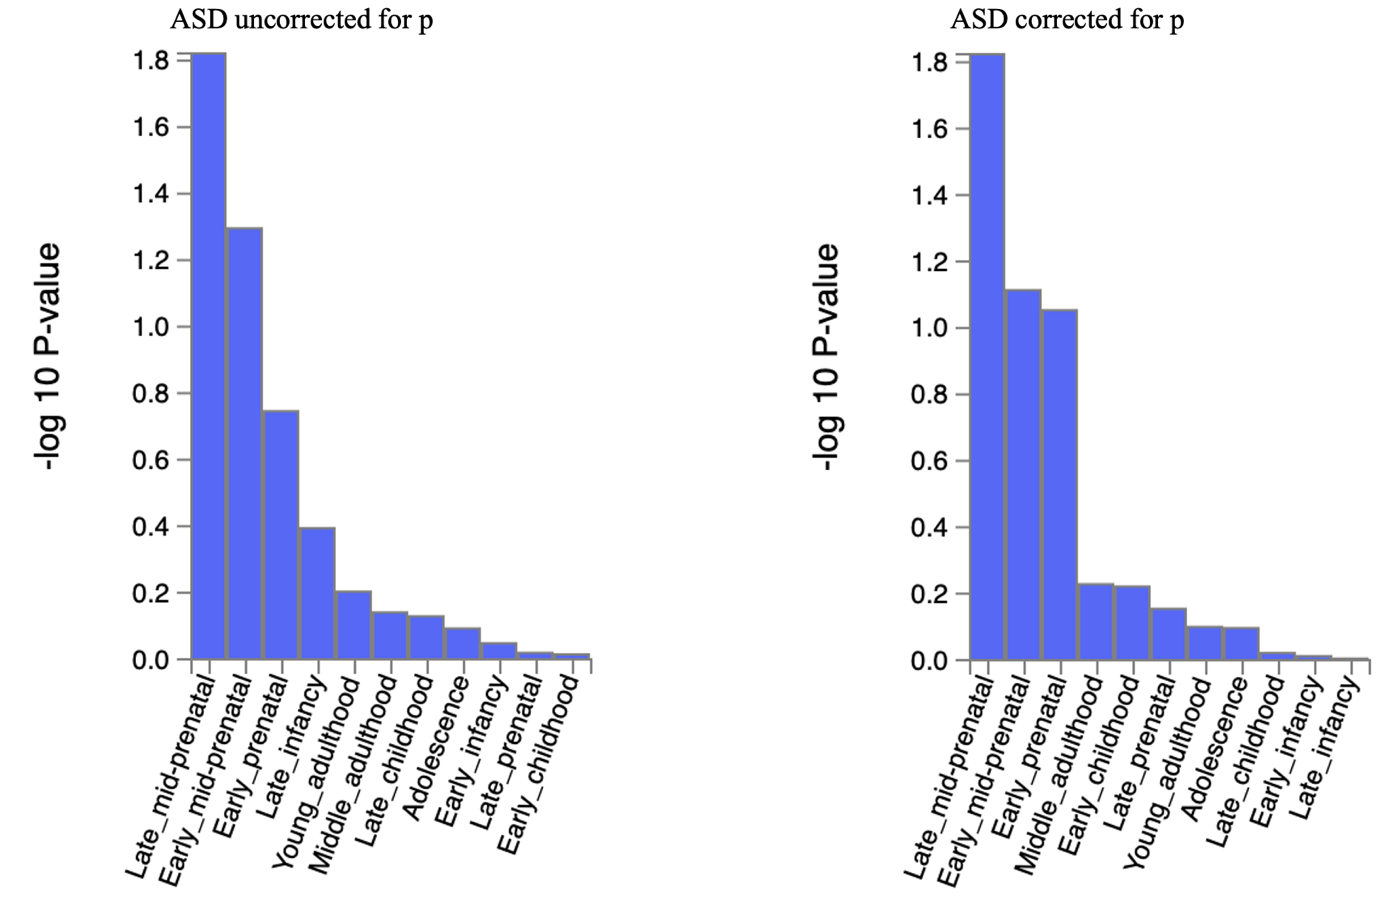 ASD uncorrected for p
-log 10 P-value
1.8
1.6
1.4
1.2
1.0
0.8
0.6
0.4
0.2
0.0
Late_mid-prenatal
Early_mid-prenatal
Early_prenatal
Late_infancy
Young_adulthood
Middle_adulthood
Late_childhood
Adolescence
Early_infancy
Late_prenatal
Early_childhood
ASD corrected for p
-log 10 P-value
1.8
1.6
1.4
1.2
1.0
0.8
0.6
0.4
0.2
0.0
Late_mid-prenatal
Early_mid-prenatal
Early_prenatal
Middle_adulthood
Early_childhood
Late_prenatal
Young_adulthood
Adolescence
Late_childhood
Early_infancy
Late_infancy